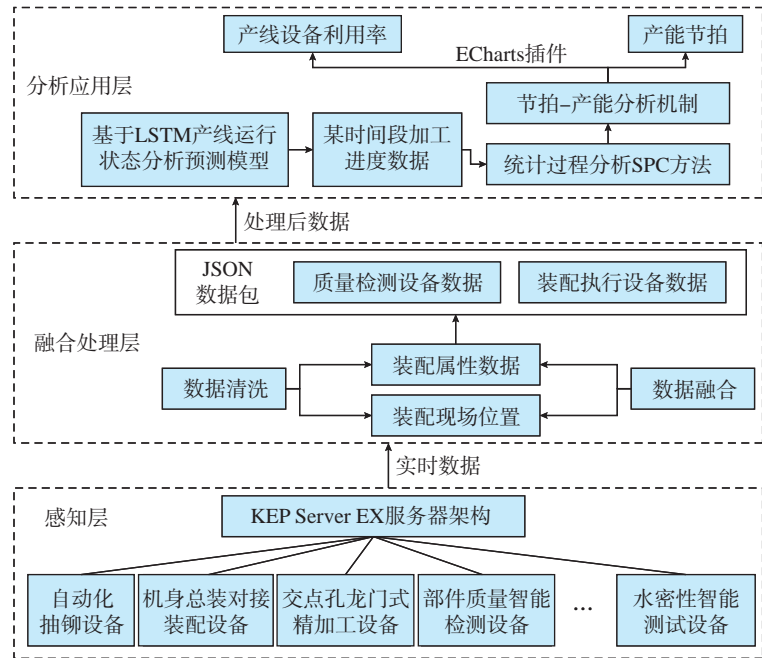 产线设备利用率
产能节拍
ECharts插件
分析应用层
节拍-产能分析机制
基于LSTM产线运行
状态分析预测模型
某时间段加工
进度数据
统计过程分析SPC方法
处理后数据
JSON
数据包
质量检测设备数据
装配执行设备数据
融合处理层
装配属性数据
数据清洗
数据融合
装配现场位置
实时数据
感知层
KEP Server EX服务器架构
自动化
抽铆设备
机身总装对接
装配设备
交点孔龙门式
精加工设备
部件质量智能
检测设备
...
水密性智能
测试设备